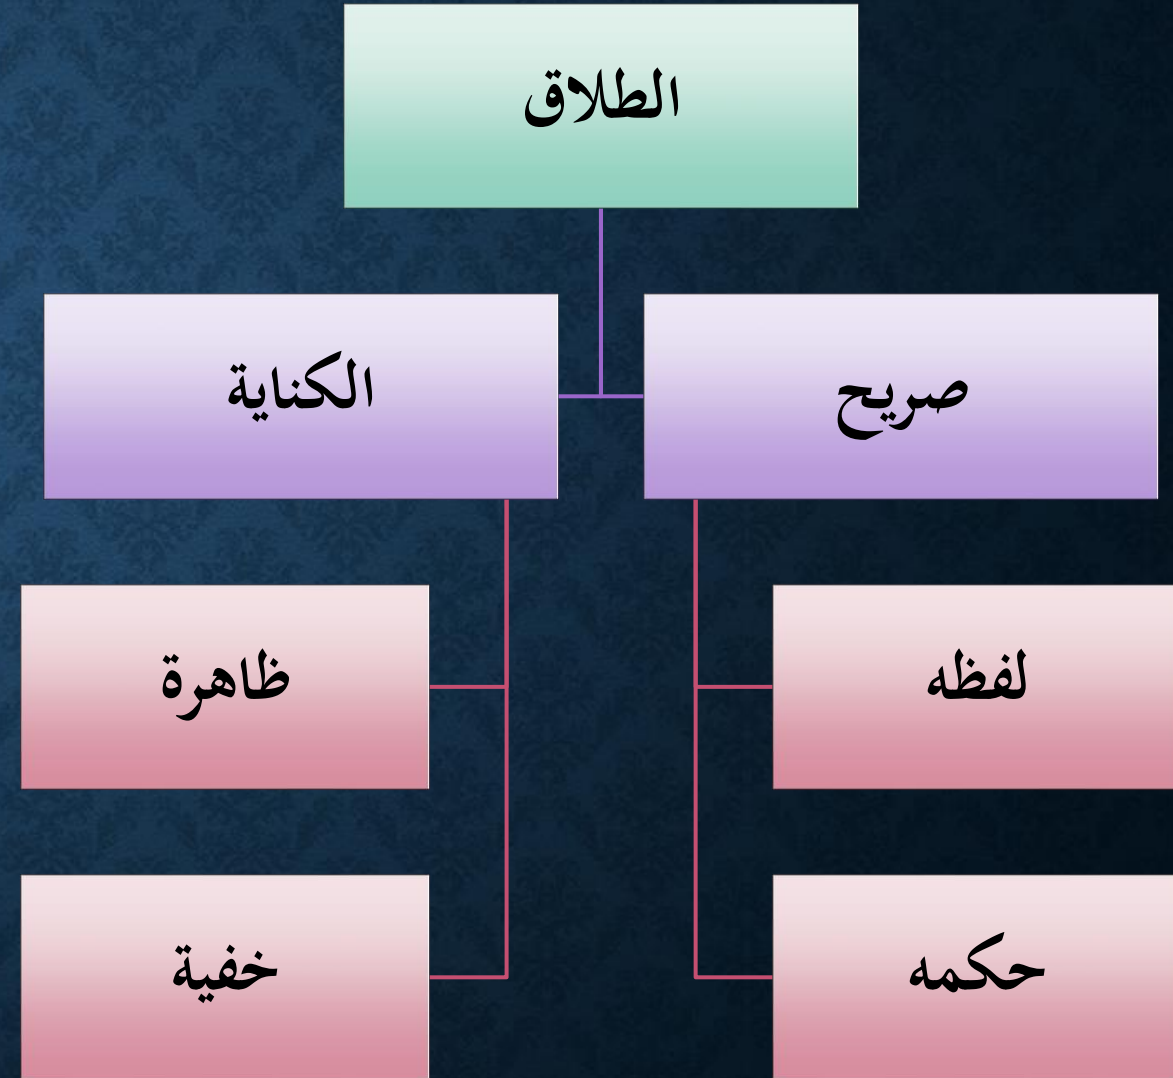 الطلاق
صريح
الكناية
لفظه
ظاهرة
حكمه
خفية